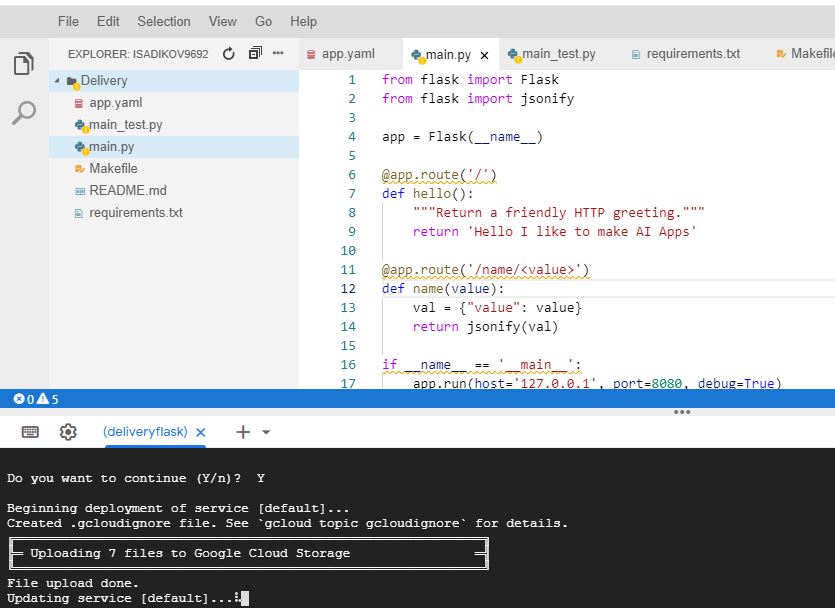 File Edit Selection View Go Help
EXPLORER: ISADIKOV9692
app.yaml main.py main_test.py requirements.txt Makefile
Delivery
app.yaml
main_test.py
main.py
Makefile
README.md
requirements.txt
1 from flask import Flask
2 from flask import jsonify
3
4 app = Flask(__name__)
5
6 @app.route('/')
7 def hello():
8 """Return a friendly HTTP greeting."""
9 return 'Hello I like to make AI Apps'
10
11 @app.route('/name/<value>')
12 def name(value):
13 val = {"value": value}
14 return jsonify(val)
15
16 if __name__ == '__main__':
17 app.run(host='127.0.0.1', port=8080, debug=True)
0 5
(deliveryflask)
Do you want to continue (Y/n)? Y
Beginning deployment of service [default]...
Created .gcloudignore file. See `gcloud topic gcloudignore` for details.
Uploading 7 files to Google Cloud Storage
File upload done.
Updating service [default]...